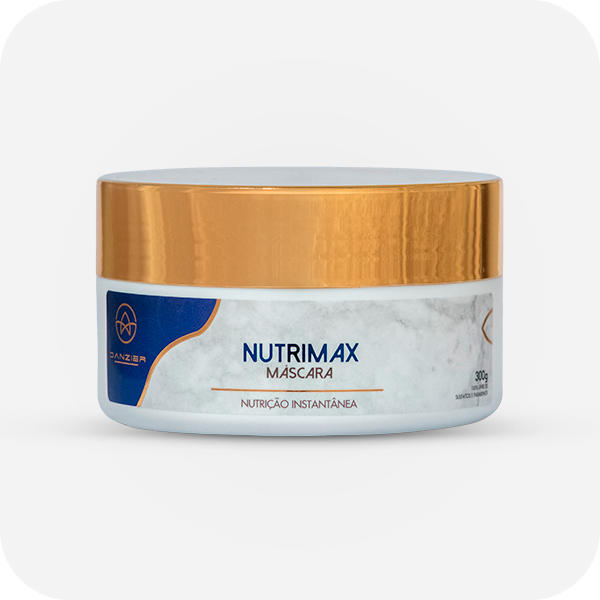 DANZIER
NUTRIMAX
MÁSCARA
NUTRIÇÃO INSTANTÂNEA
300g